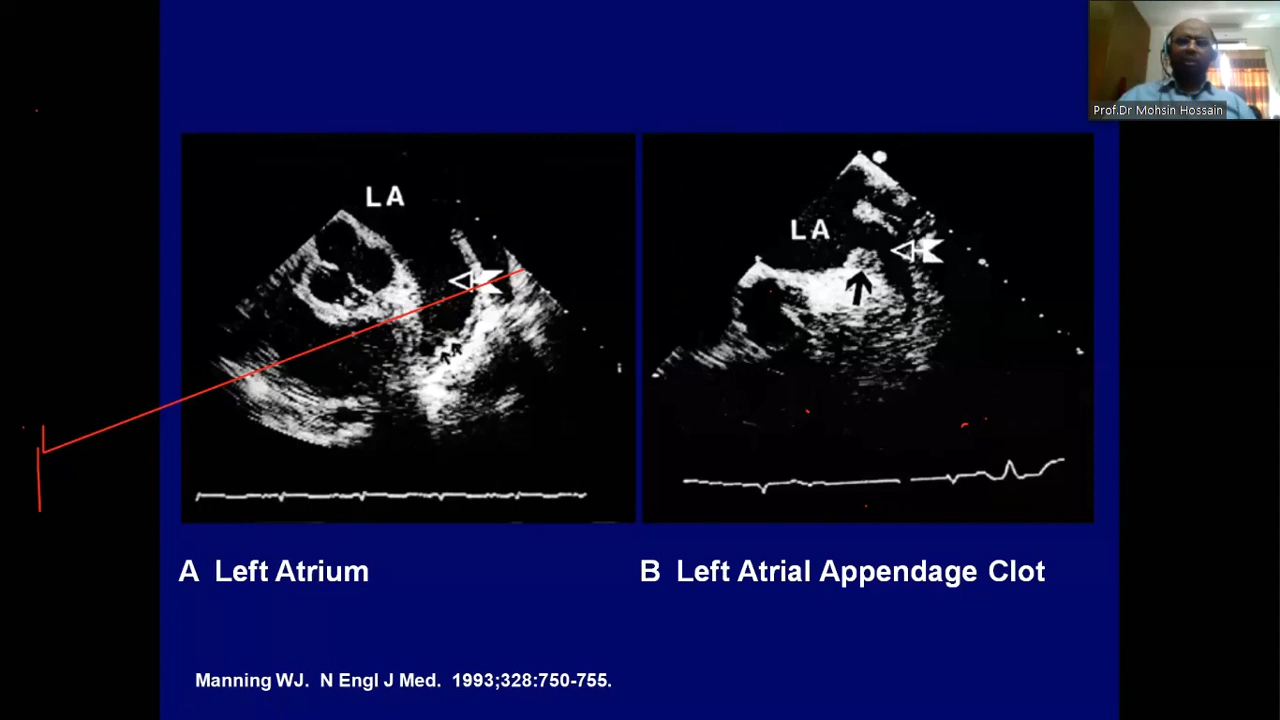 Prof.Dr Mohsin Hossain
LA
LA
A Left Atrium
B Left Atrial Appendage Clot
Manning WJ. N Engl J Med. 1993;328:750-755.